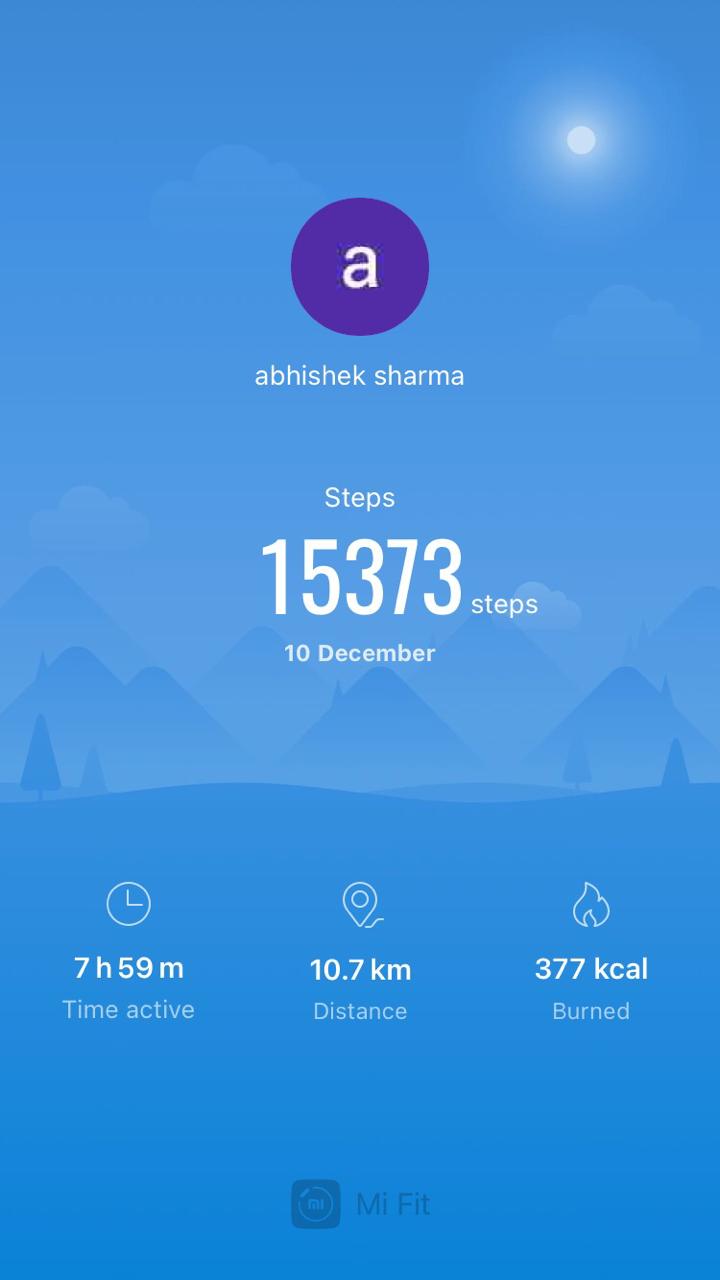 a
abhishek sharma
Steps
15373 steps
10 December
7 h 59 m
Time active
10.7 km
Distance
377 kcal
Burned
mi Mi Fit